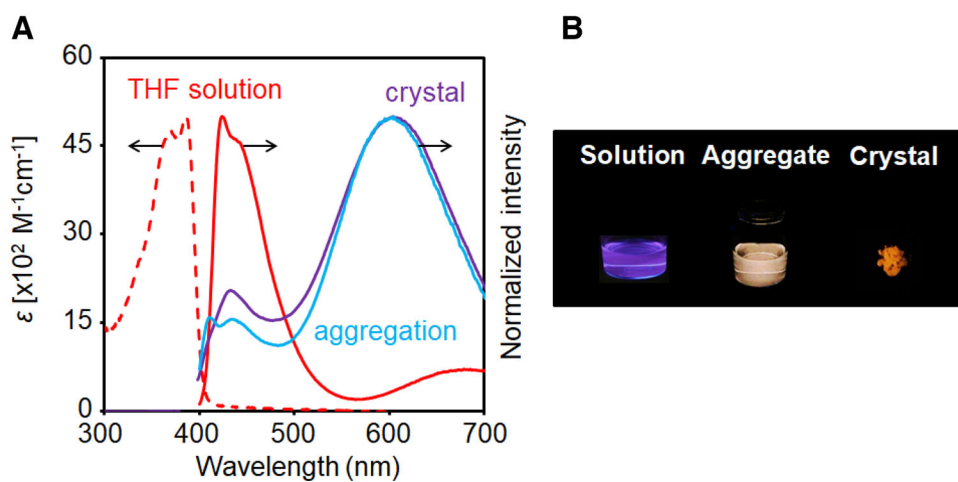 A
B
60
45
30
15
0
300
400
500
600
700
ε [x10² M⁻¹cm⁻¹]
Wavelength (nm)
Normalized intensity
THF solution
crystal
aggregation
Solution Aggregate Crystal